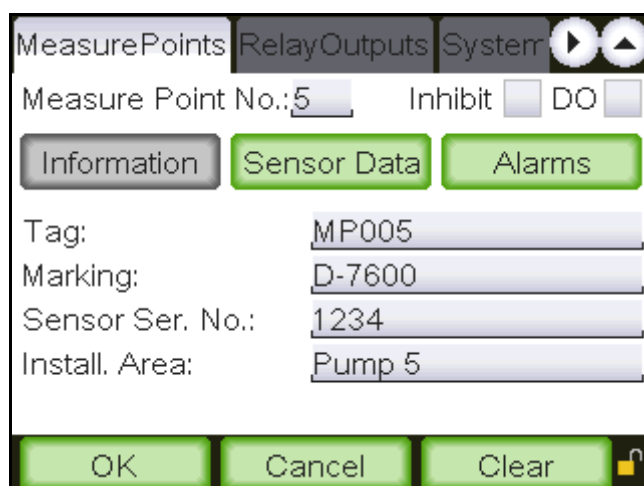 MeasurePoints RelayOutputs System
Measure Point No.: 5 Inhibit DO
Information Sensor Data Alarms
Tag: MP005
Marking: D-7600
Sensor Ser. No.: 1234
Install. Area: Pump 5
OK Cancel Clear